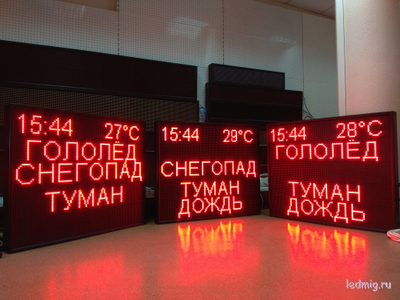 15:44 27°C
ГОЛОЛЁД
СНЕГОПАД
ТУМАН
15:44 29°C
СНЕГОПАД
ТУМАН
ДОЖДЬ
15:44 28°C
ГОЛОЛЁД
ТУМАН
ДОЖДЬ
ledmig.ru